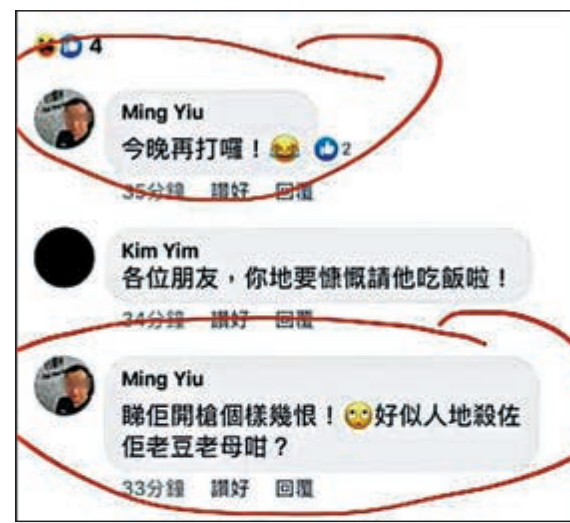 4
Ming Yiu
今晚再打囉！😂 2
35分鐘 讚好 回覆
Kim Yim
各位朋友，你地要慷慨請他吃飯啦！
34分鐘 讚好 回覆
Ming Yiu
睇佢開槍個樣幾恨！🙄好似人地殺佐
佢老豆老母咁？
33分鐘 讚好 回覆